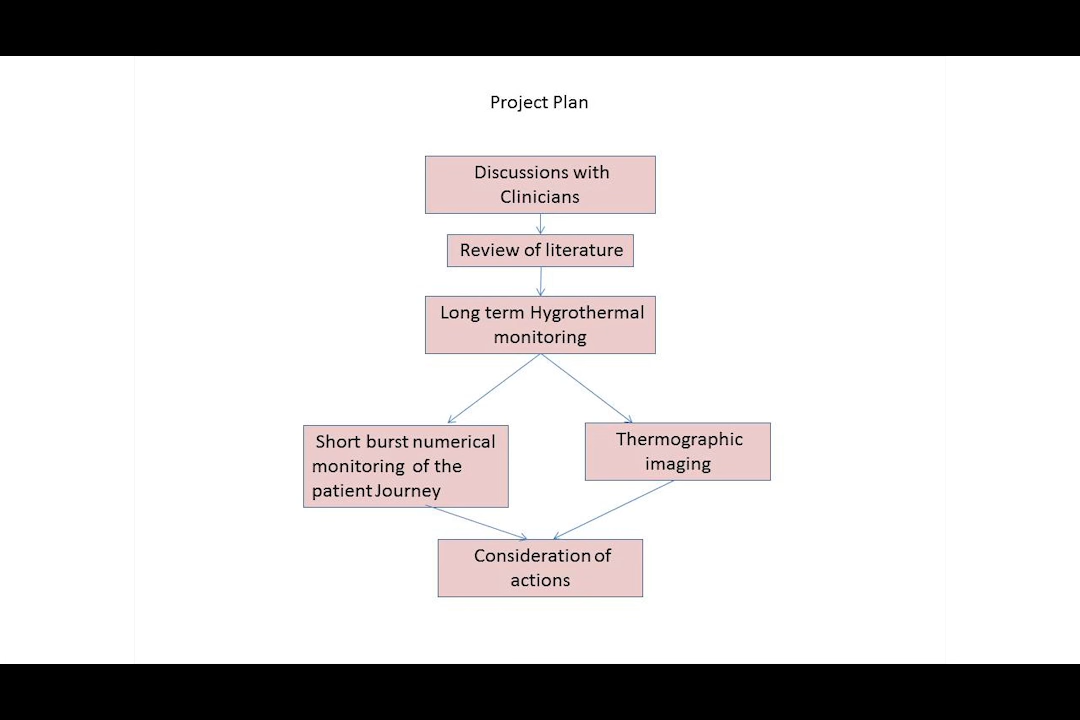 Project Plan
Discussions with
Clinicians
Review of literature
Long term Hygrothermal
monitoring
Short burst numerical
monitoring of the
patient Journey
Thermographic
imaging
Consideration of
actions